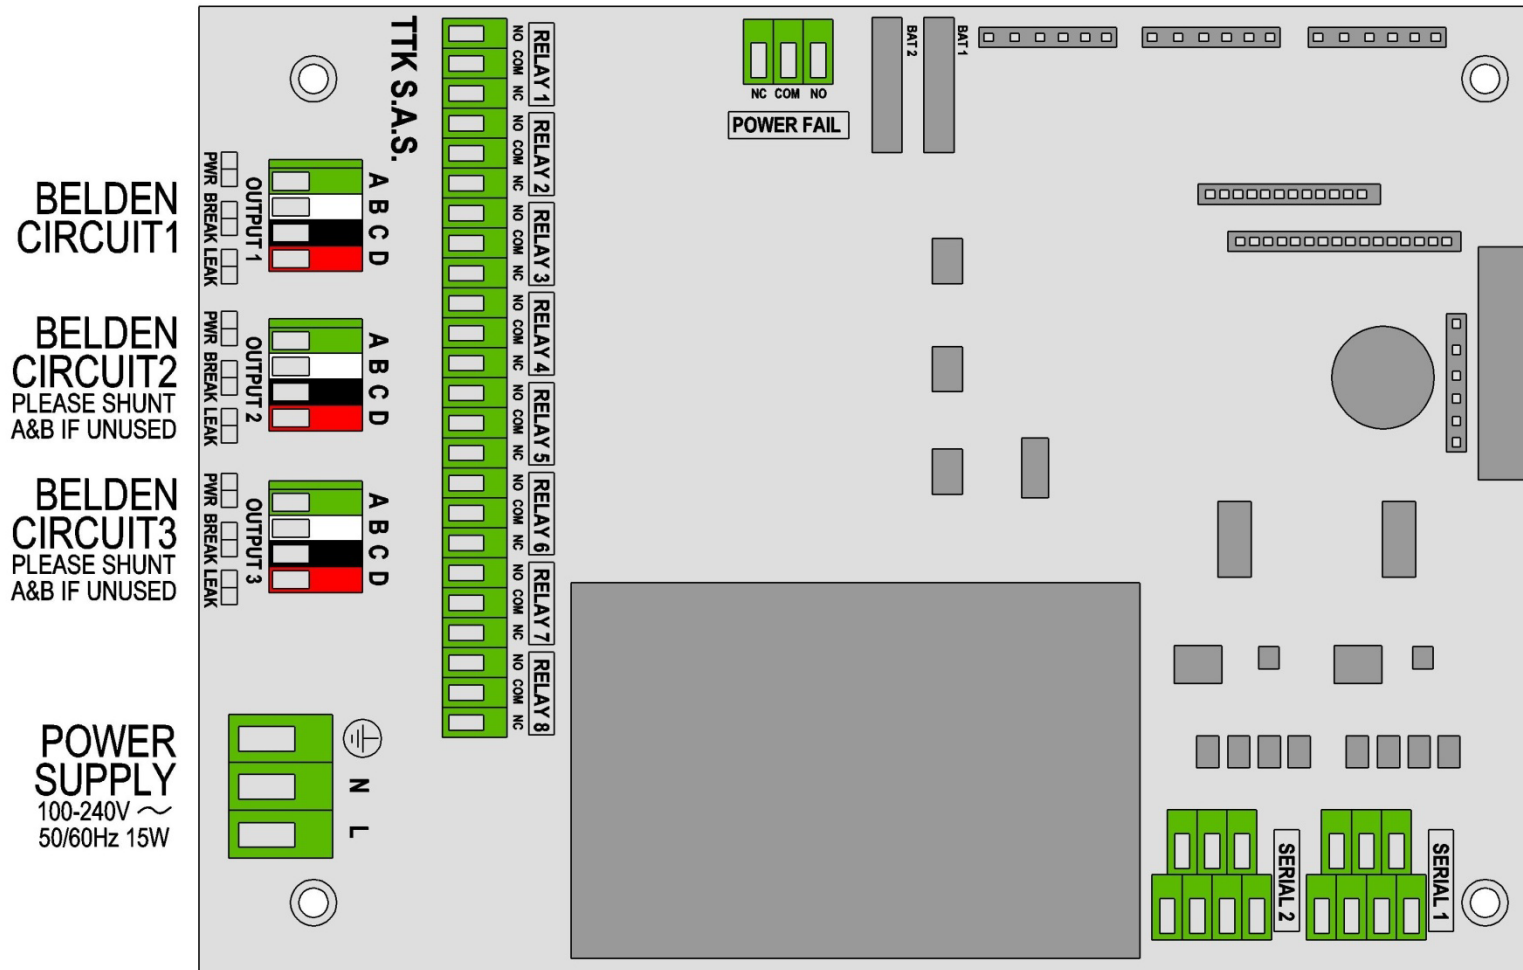 BELDEN
CIRCUIT1
BELDEN
CIRCUIT2
PLEASE SHUNT
A&B IF UNUSED
BELDEN
CIRCUIT3
PLEASE SHUNT
A&B IF UNUSED
POWER
SUPPLY
100-240V ~
50/60Hz 15W
PWR
BREAK
LEAK
OUTPUT 1
A
B
C
D
PWR
BREAK
LEAK
OUTPUT 2
A
B
C
D
PWR
BREAK
LEAK
OUTPUT 3
A
B
C
D
N
L
TTK S.A.S.
NO
COM
NC
RELAY 1
NO
COM
NC
RELAY 2
NO
COM
NC
RELAY 3
NO
COM
NC
RELAY 4
NO
COM
NC
RELAY 5
NO
COM
NC
RELAY 6
NO
COM
NC
RELAY 7
NO
COM
NC
RELAY 8
NC COM NO
POWER FAIL
BAT 2
BAT 1
SERIAL 2
SERIAL 1